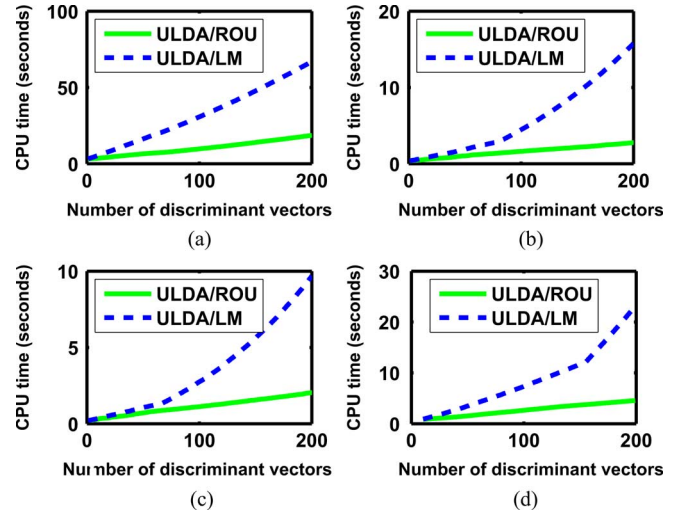 100
50
0
CPU time (seconds)
ULDA/ROU
ULDA/LM
0 100 200
Number of discriminant vectors
(a)
20
10
0
CPU time (seconds)
ULDA/ROU
ULDA/LM
0 100 200
Number of discriminant vectors
(b)
10
5
0
CPU time (seconds)
ULDA/ROU
ULDA/LM
0 100 200
Number of discriminant vectors
(c)
30
20
10
0
CPU time (seconds)
ULDA/ROU
ULDA/LM
0 100 200
Number of discriminant vectors
(d)